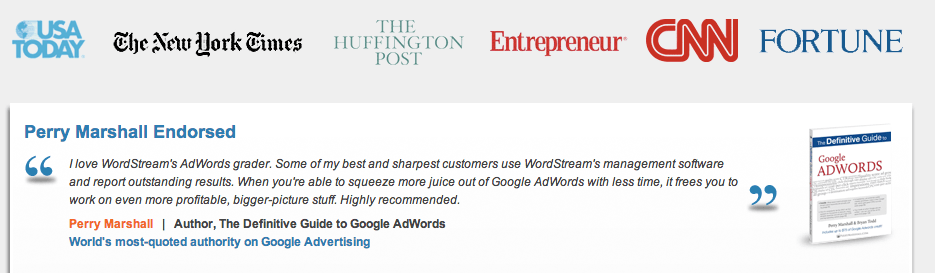 USA
TODAY
The New York Times
THE
HUFFINGTON
POST
Entrepreneur®
CNN
FORTUNE
Perry Marshall Endorsed
“
I love WordStream's AdWords grader. Some of my best and sharpest customers use WordStream's management software
and report outstanding results. When you're able to squeeze more juice out of Google AdWords with less time, it frees you to
work on even more profitable, bigger-picture stuff. Highly recommended.
”
Perry Marshall | Author, The Definitive Guide to Google AdWords
World's most-quoted authority on Google Advertising
The Definitive Guide to
Google
ADWORDS
Perry Marshall & Bryan Todd